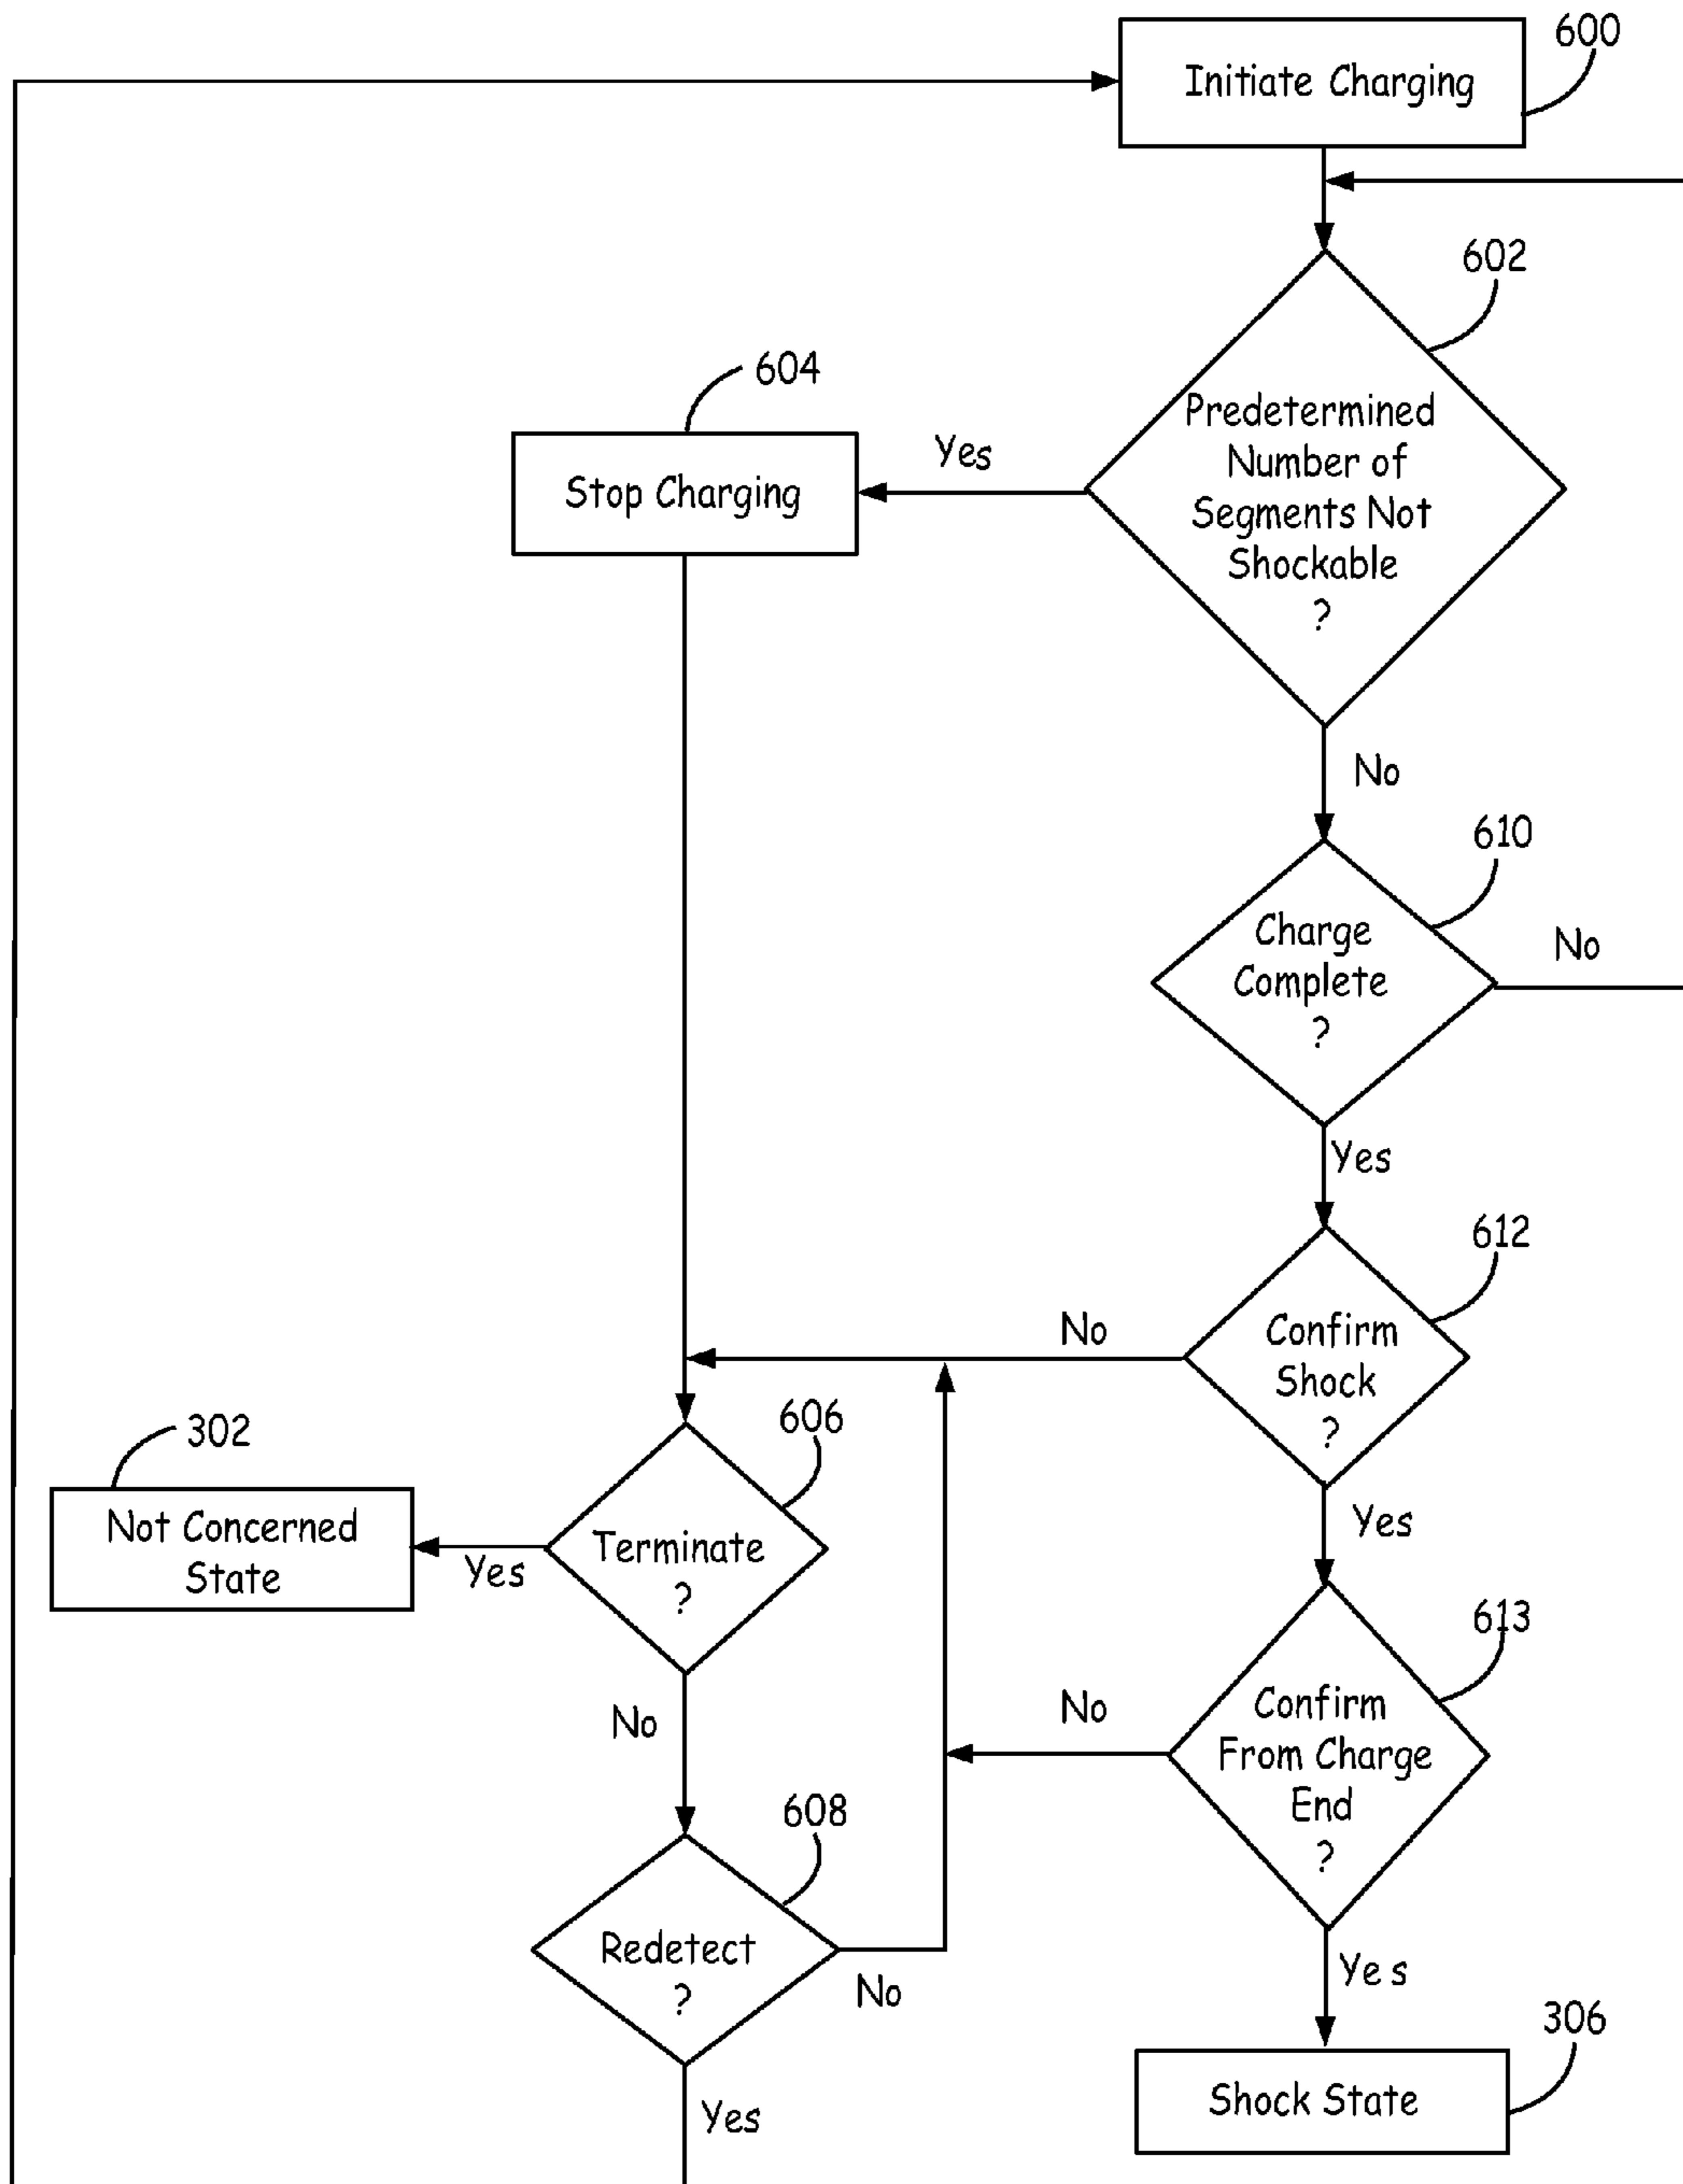 600
Initiate Charging
602
604
Predetermined
Number of
Segments Not
Shockable
?
Yes
Stop Charging
No
610
Charge
Complete
?
No
Yes
612
No
Confirm
Shock
?
606
302
Not Concerned
State
Yes
Terminate
?
Yes
613
No
No
Confirm
From Charge
End
?
608
Redetect
?
No
Yes
306
Shock State
Yes